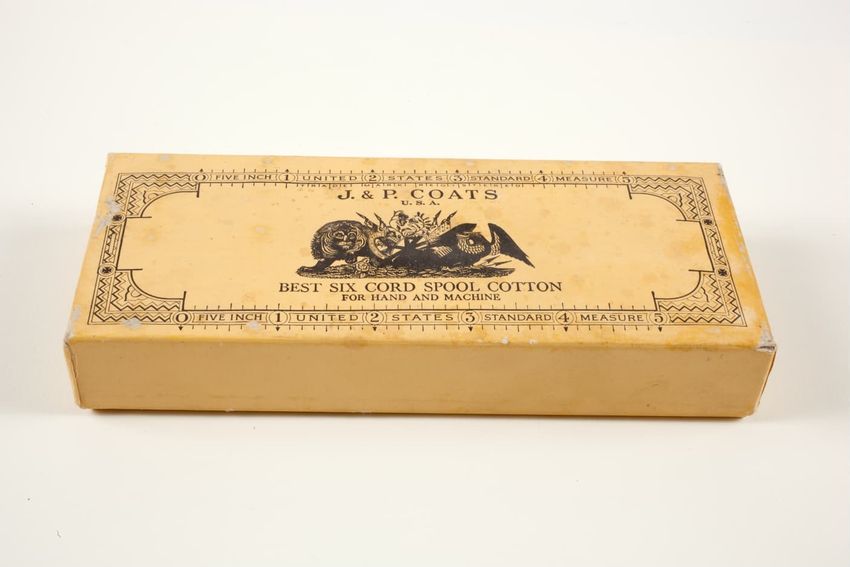 0 FIVE INCH 1 UNITED 2 STATES 3 STANDARD 4 MEASURE 5
J. & P. COATS
U. S. A.
BEST SIX CORD SPOOL COTTON
FOR HAND AND MACHINE
0 FIVE INCH 1 UNITED 2 STATES 3 STANDARD 4 MEASURE 5